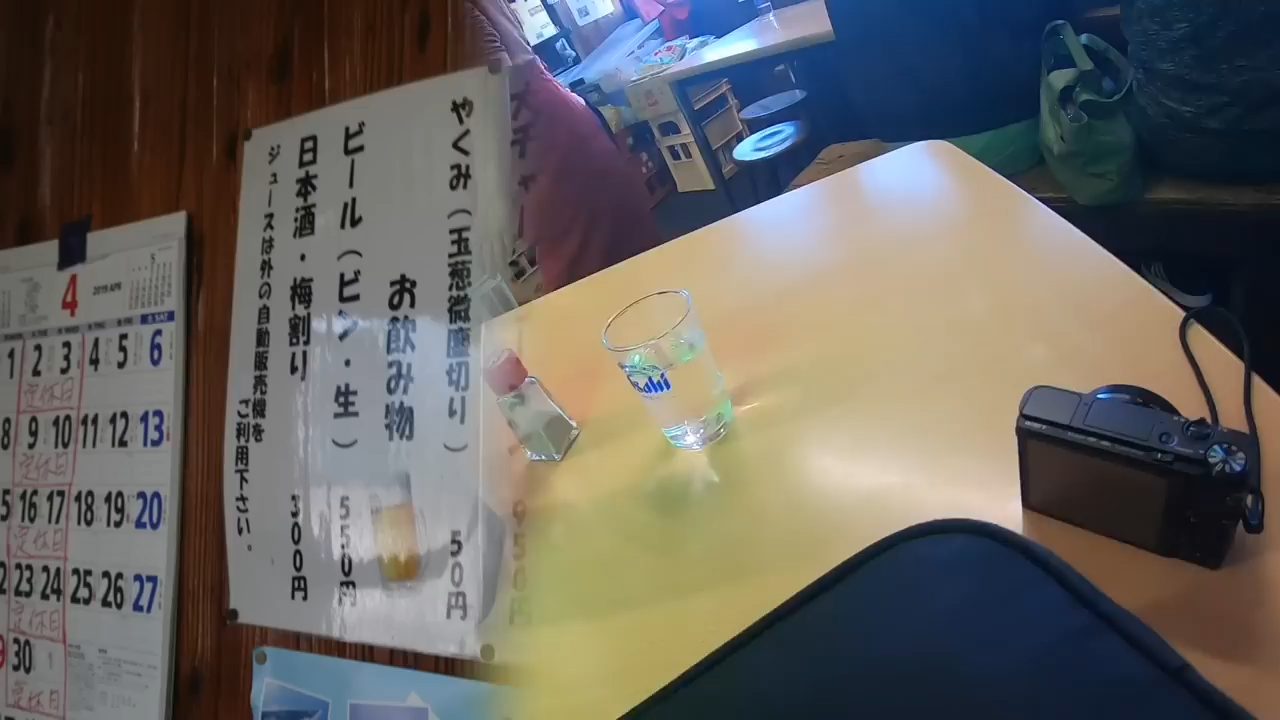 やくみ（玉葱微塵切り） 50円
お飲み物
ビール（ビン・生） 550円
日本酒・梅割り 300円
ジュースは外の自動販売機を
ご利用下さい。
4
2019 APR
1 2 3 4 5 6
定休日
8 9 10 11 12 13
定休日
16 17 18 19 20
定休日
23 24 25 26 27
定休日
30 1
定休日
Asahi